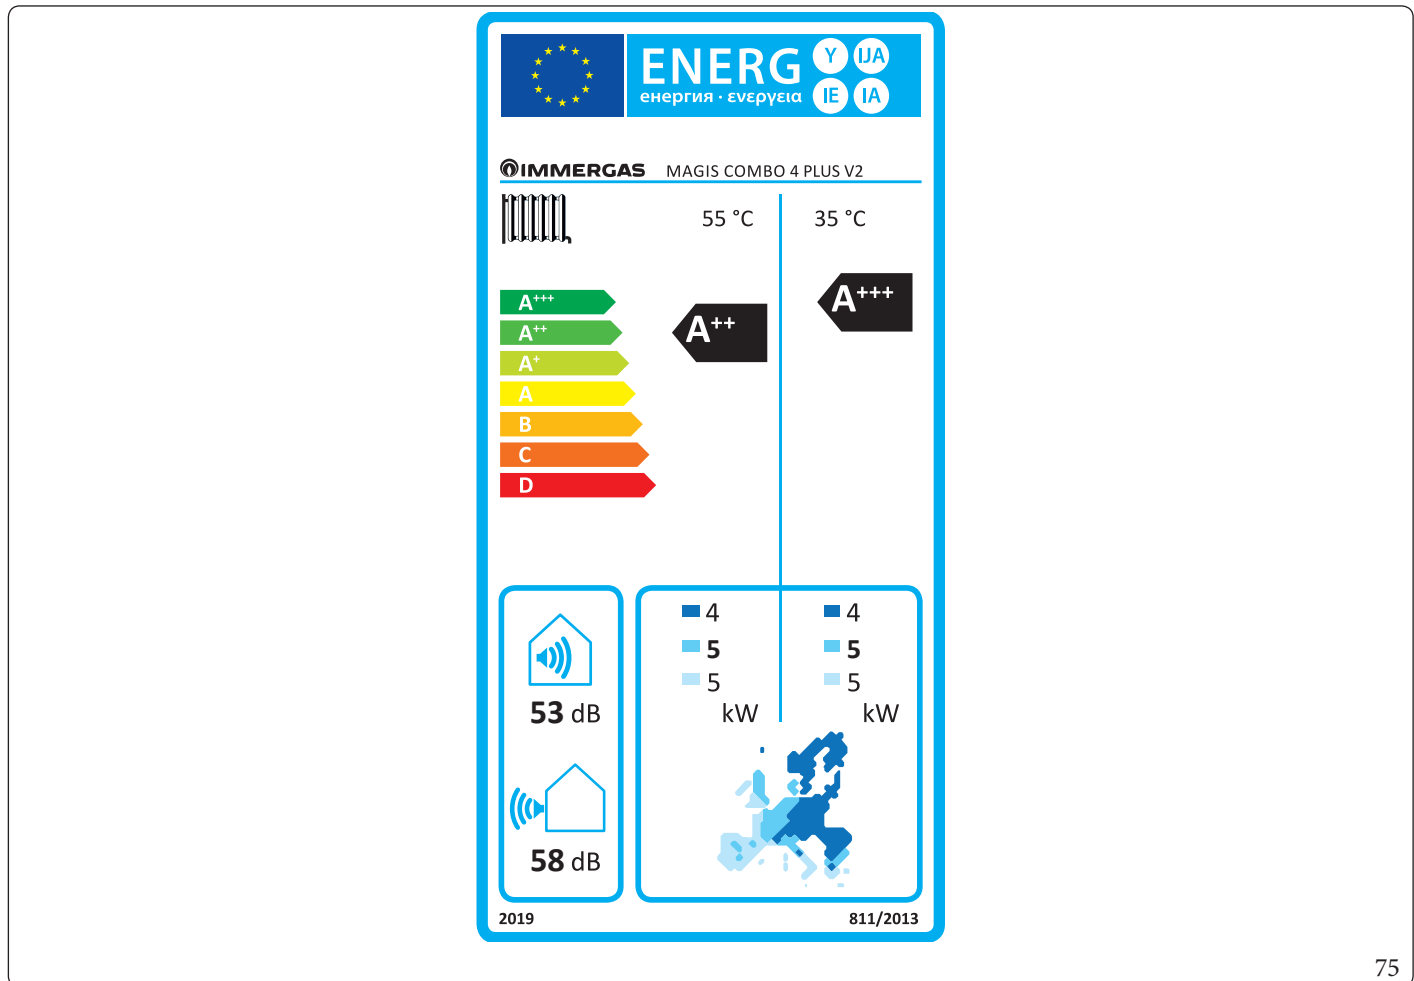 ENERG Y IJA
енергия · ενεργεια IE IA
IMMERGAS MAGIS COMBO 4 PLUS V2
55 °C 35 °C
A+++
A++
A+
A
B
C
D
A++
A+++
53 dB
58 dB
4 4
5 5
5 5
kW kW
2019 811/2013
75